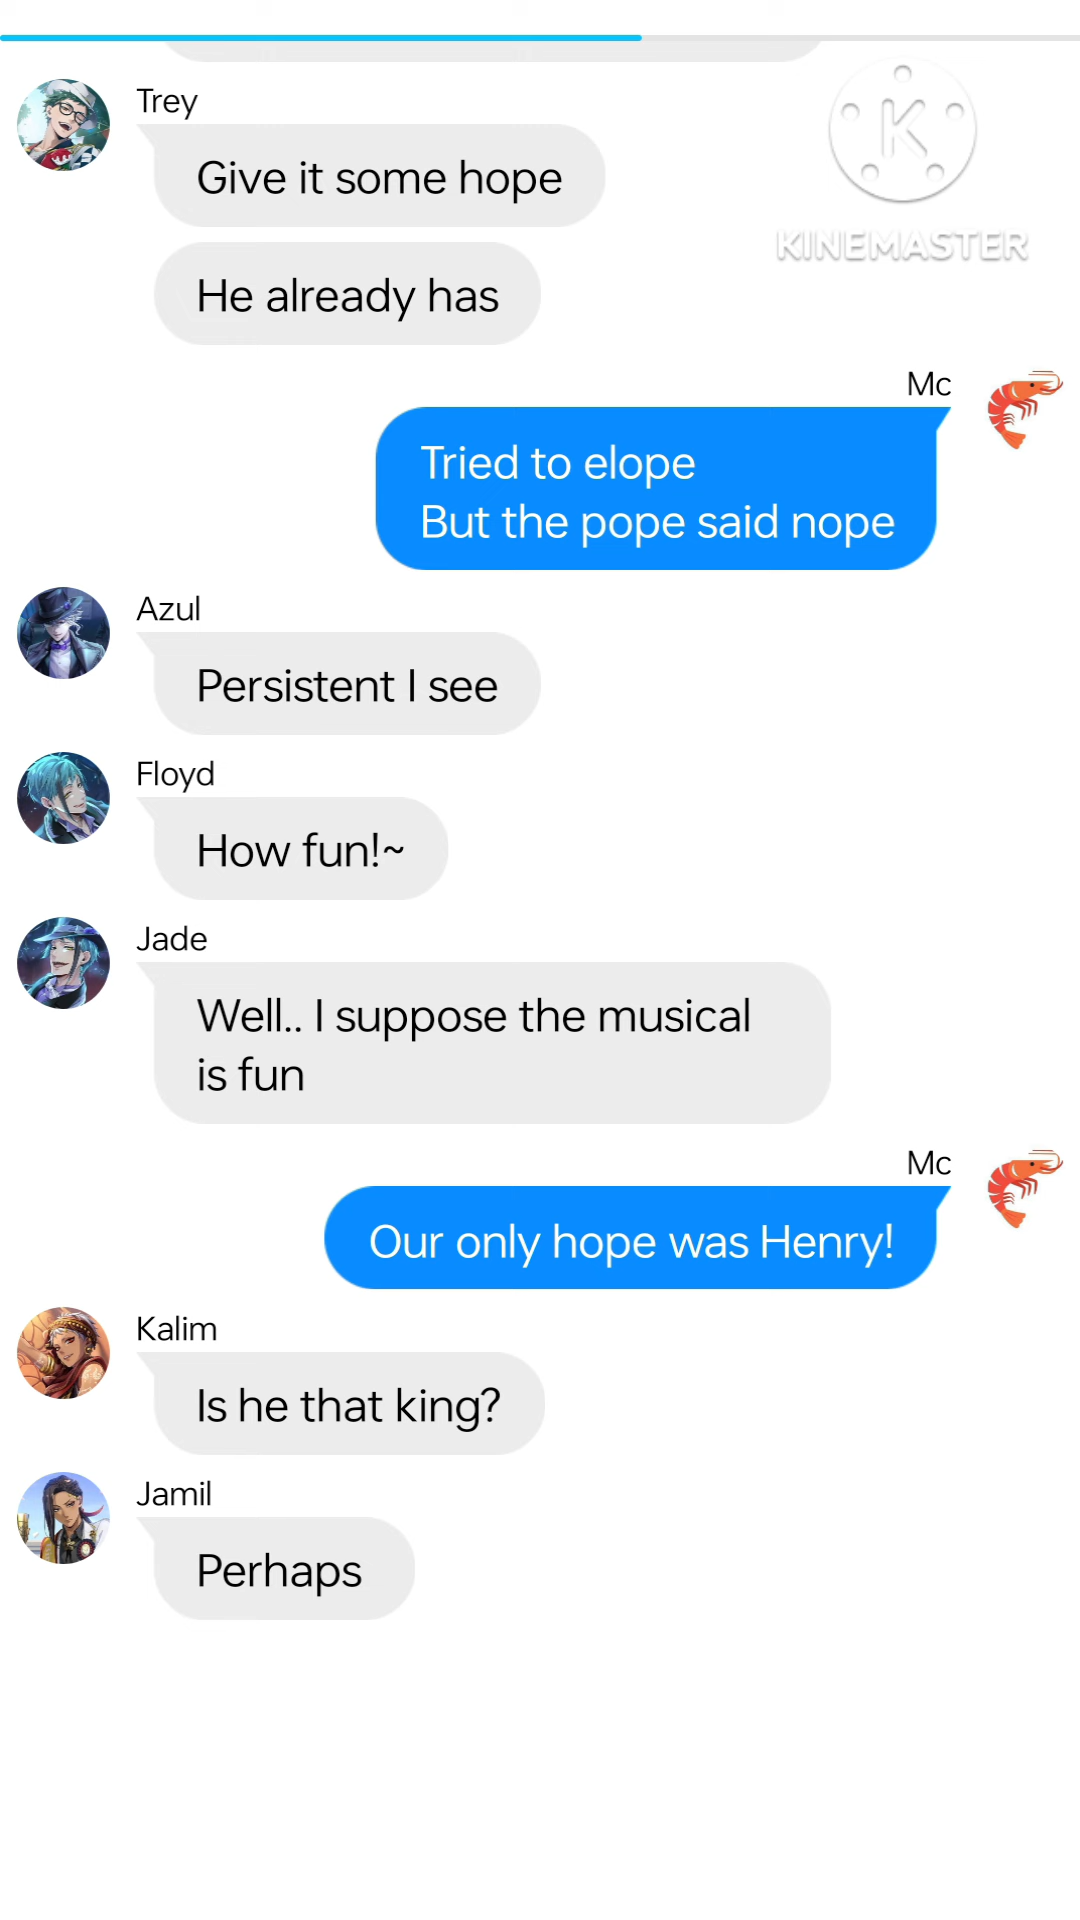 Trey
Give it some hope
He already has
KINEMASTER
Mc
Tried to elope
But the pope said nope
Azul
Persistent I see
Floyd
How fun!~
Jade
Well.. I suppose the musical
is fun
Mc
Our only hope was Henry!
Kalim
Is he that king?
Jamil
Perhaps